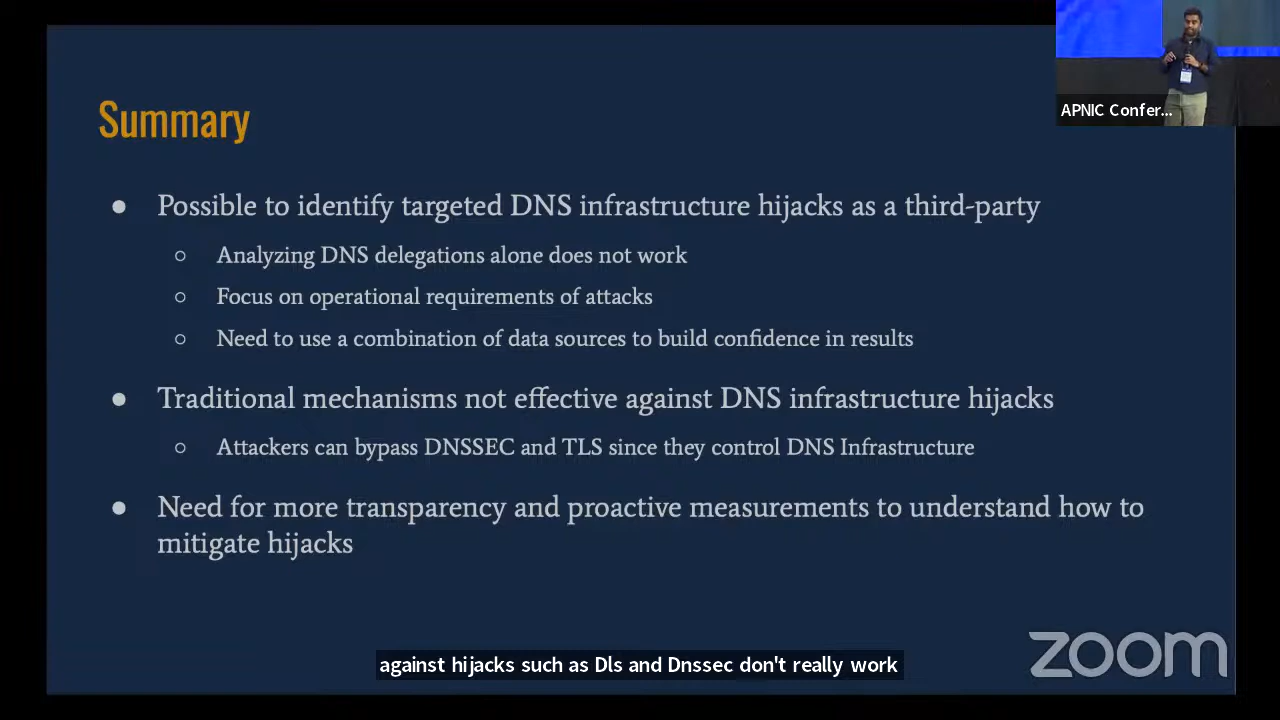 APNIC Confer...
Summary
● Possible to identify targeted DNS infrastructure hijacks as a third-party
○ Analyzing DNS delegations alone does not work
○ Focus on operational requirements of attacks
○ Need to use a combination of data sources to build confidence in results
● Traditional mechanisms not effective against DNS infrastructure hijacks
○ Attackers can bypass DNSSEC and TLS since they control DNS Infrastructure
● Need for more transparency and proactive measurements to understand how to
mitigate hijacks
zoom
against hijacks such as Dls and Dnssec don't really work